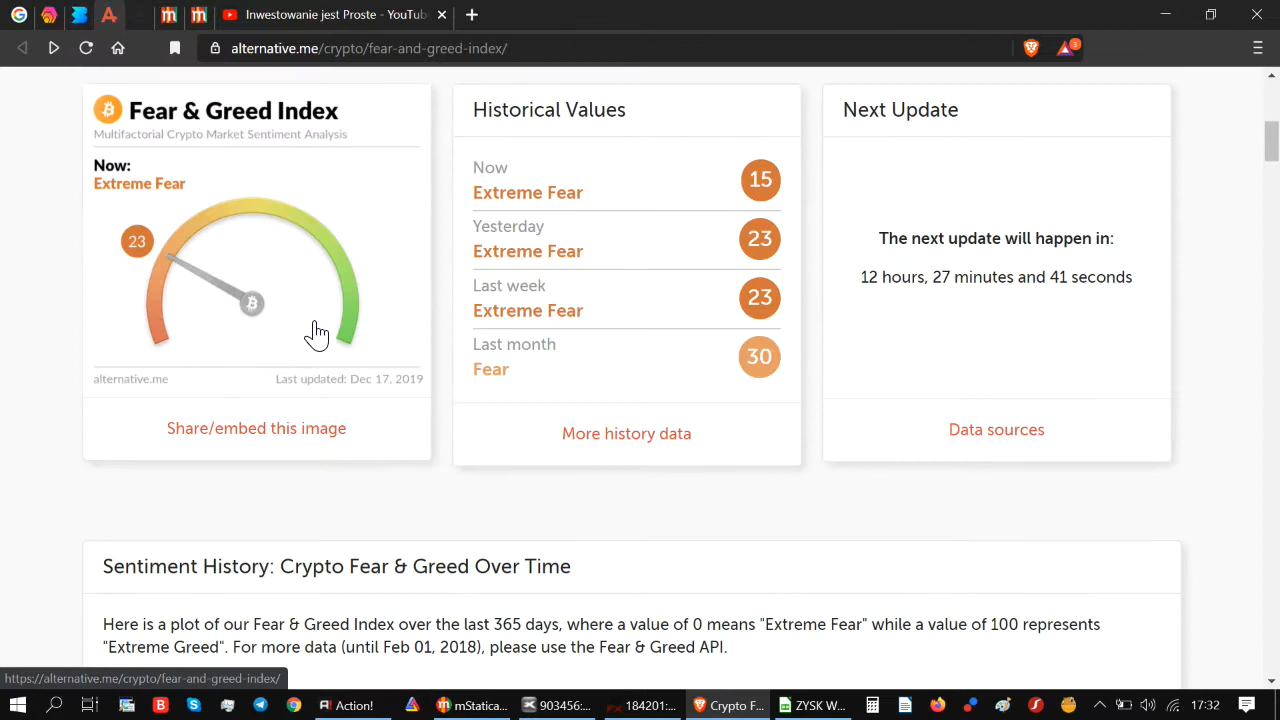 Inwestowanie jest Proste - YouTub
alternative.me/crypto/fear-and-greed-index/
3
Fear & Greed Index
Multifactorial Crypto Market Sentiment Analysis
Now:
Extreme Fear
23
alternative.me
Last updated: Dec 17, 2019
Share/embed this image
Historical Values
Now
Extreme Fear
15
Yesterday
Extreme Fear
23
Last week
Extreme Fear
23
Last month
Fear
30
More history data
Next Update
The next update will happen in:
12 hours, 27 minutes and 41 seconds
Data sources
Sentiment History: Crypto Fear & Greed Over Time
Here is a plot of our Fear & Greed Index over the last 365 days, where a value of 0 means "Extreme Fear" while a value of 100 represents
"Extreme Greed". For more data (until Feb 01, 2018), please use the Fear & Greed API.
https://alternative.me/crypto/fear-and-greed-index/
Action!
mStatica...
903456:...
184201:...
Crypto F...
ZYSK W...
17:32